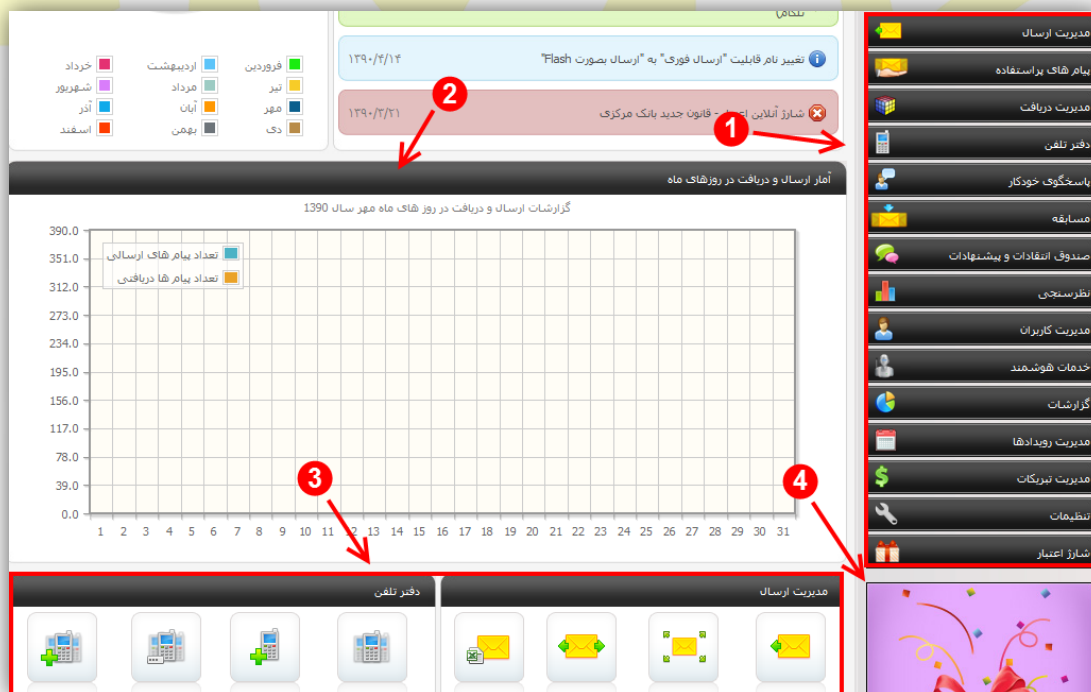 تلگام)
تغییر نام قابلیت "ارسال فوری" به "ارسال بصورت Flash"
۱۳۹۰/۴/۱۴
شارژ آنلاین - قانون جدید بانک مرکزی
۱۳۹۰/۳/۲۱
فروردین
اردیبهشت
خرداد
تیر
مرداد
شهریور
مهر
آبان
آذر
دی
بهمن
اسفند
مدیریت ارسال
پیام های پراستفاده
مدیریت دریافت
دفتر تلفن
پاسخگوی خودکار
مسابقه
صندوق انتقادات و پیشنهادات
نظرسنجی
مدیریت کاربران
خدمات هوشمند
گزارشات
مدیریت رویدادها
مدیریت تبریکات
تنظیمات
شارژ اعتبار
1
2
3
4
آمار ارسال و دریافت در روزهای ماه
گزارشات ارسال و دریافت در روز های ماه مهر سال 1390
تعداد پیام های ارسالی
تعداد پیام ها دریافتی
390.0
351.0
312.0
273.0
234.0
195.0
156.0
117.0
78.0
39.0
0.0
1 2 3 4 5 6 7 8 9 10 11 12 13 14 15 16 17 18 19 20 21 22 23 24 25 26 27 28 29 30 31
مدیریت ارسال
دفتر تلفن